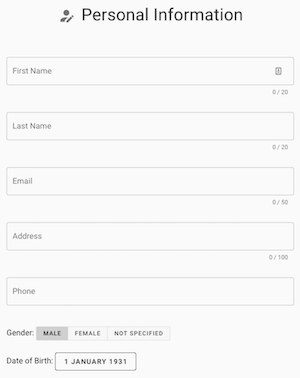 Personal Information
First Name
0 / 20
Last Name
0 / 20
Email
0 / 50
Address
0 / 100
Phone
Gender: MALE FEMALE NOT SPECIFIED
Date of Birth: 1 JANUARY 1931